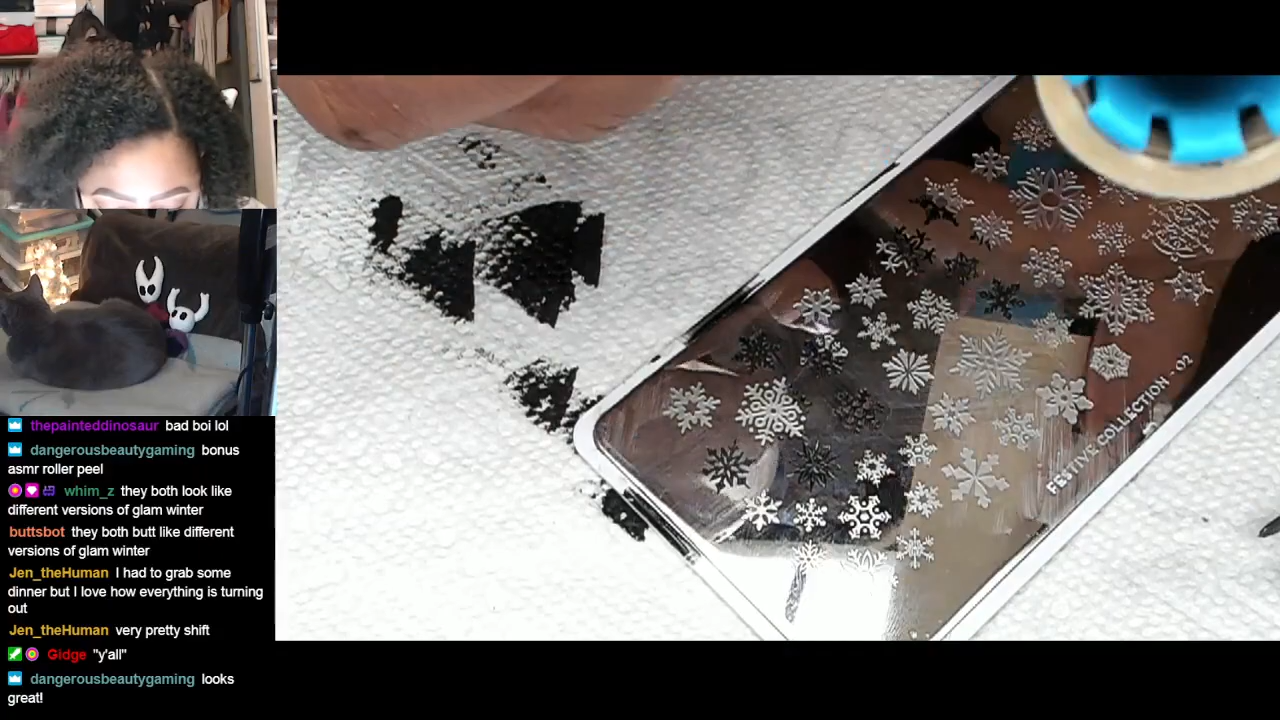 thepainteddinosaur bad boi lol
dangerousbeautygaming bonus
asmr roller peel
whim_z they both look like
different versions of glam winter
buttsbot they both butt like different
versions of glam winter
Jen_theHuman I had to grab some
dinner but I love how everything is turning
out
Jen_theHuman very pretty shift
Gidge "y'all"
dangerousbeautygaming looks
great!
FESTIVE COLLECTION - 02